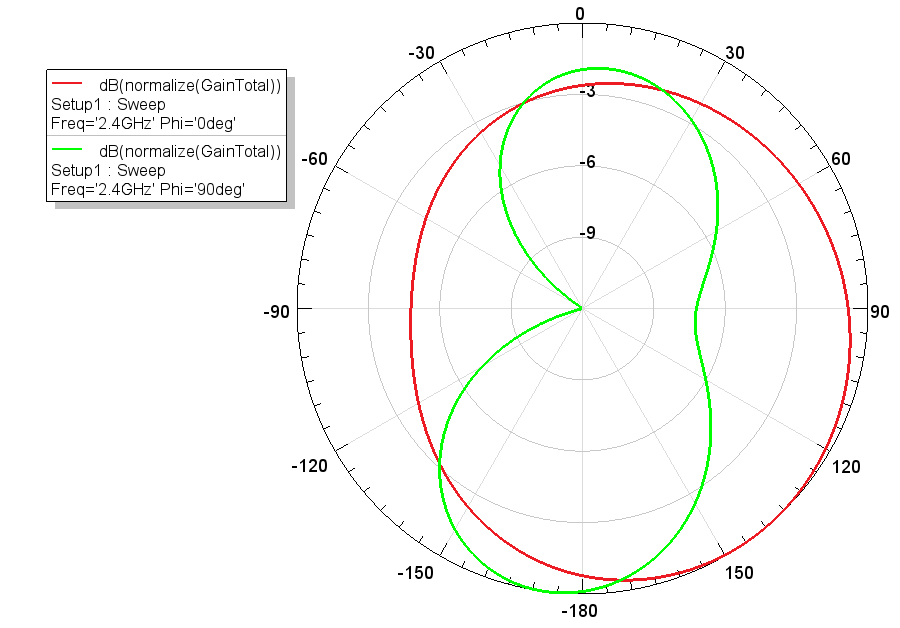 dB(normalize(GainTotal))
Setup1 : Sweep
Freq='2.4GHz' Phi='0deg'
dB(normalize(GainTotal))
Setup1 : Sweep
Freq='2.4GHz' Phi='90deg'
0
-30
30
-3
-60
60
-6
-9
-90
90
-120
120
-150
150
-180